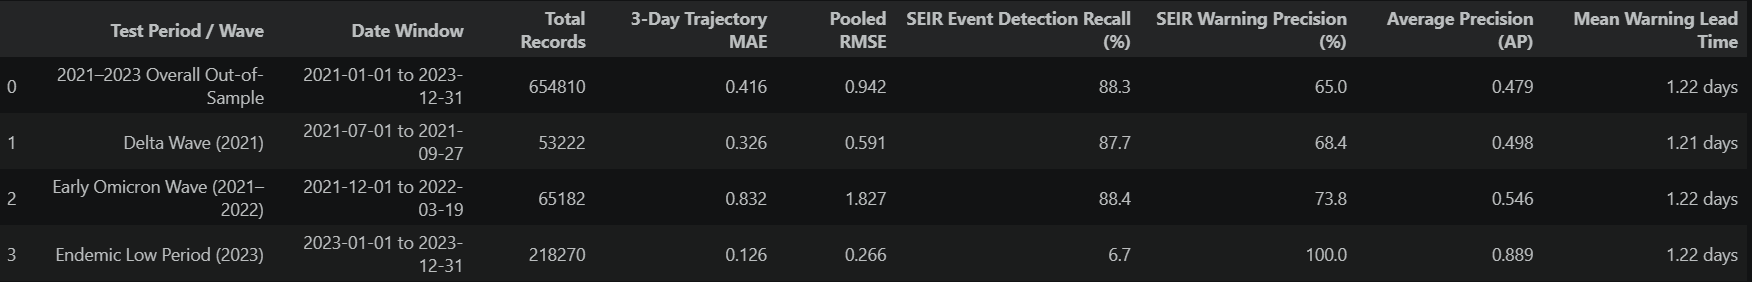 Test Period / Wave Date Window Total Records 3-Day Trajectory MAE Pooled RMSE SEIR Event Detection Recall (%) SEIR Warning Precision (%) Average Precision (AP) Mean Warning Lead Time
0 2021–2023 Overall Out-of-Sample 2021-01-01 to 2023-12-31 654810 0.416 0.942 88.3 65.0 0.479 1.22 days
1 Delta Wave (2021) 2021-07-01 to 2021-09-27 53222 0.326 0.591 87.7 68.4 0.498 1.21 days
2 Early Omicron Wave (2021–2022) 2021-12-01 to 2022-03-19 65182 0.832 1.827 88.4 73.8 0.546 1.22 days
3 Endemic Low Period (2023) 2023-01-01 to 2023-12-31 218270 0.126 0.266 6.7 100.0 0.889 1.22 days